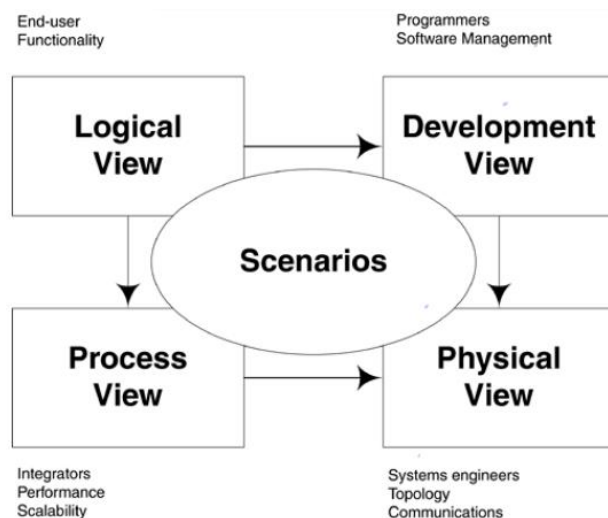 End-user
Functionality
Programmers
Software Management
Logical
View
Development
View
Scenarios
Process
View
Physical
View
Integrators
Performance
Scalability
Systems engineers
Topology
Communications